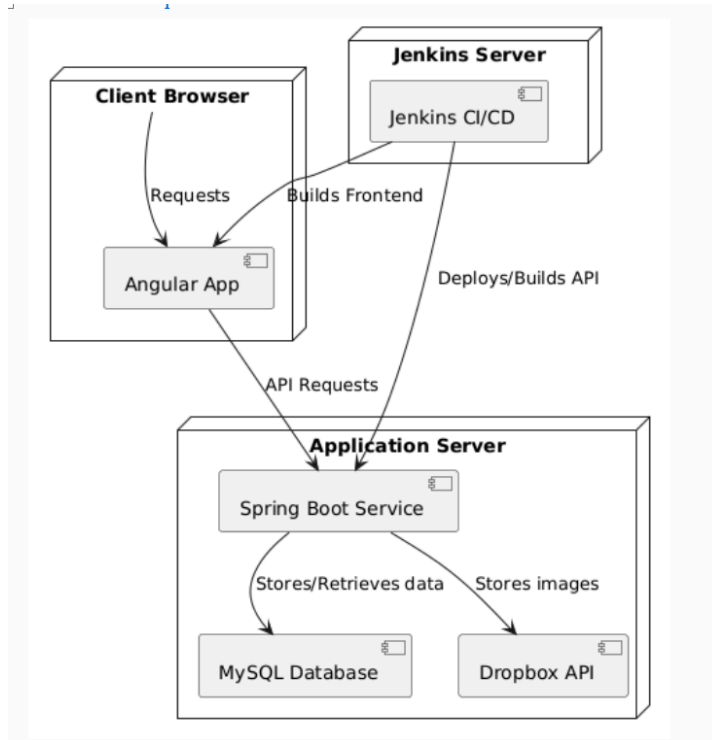 Jenkins Server
Jenkins CI/CD
Client Browser
Requests
Builds Frontend
Angular App
Deploys/Builds API
API Requests
Application Server
Spring Boot Service
Stores/Retrieves data
Stores images
MySQL Database
Dropbox API